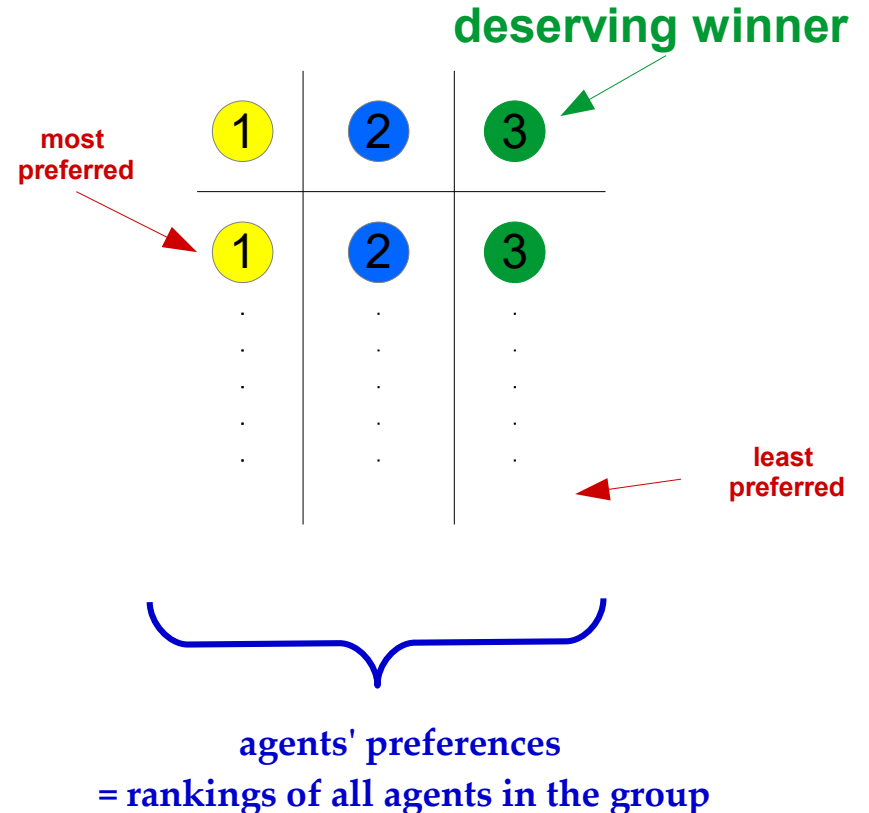 deserving winner
1 2 3
most
preferred
1 2 3
least
preferred
agents' preferences
= rankings of all agents in the group